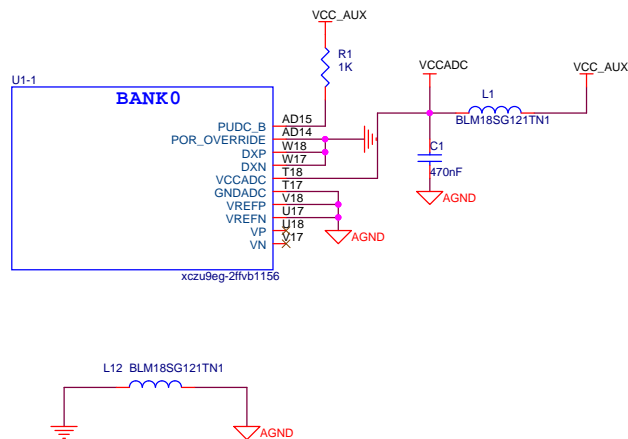 VCC_AUX
R1
1K
VCCADC
VCC_AUX
L1
BLM18SG121TN1
U1-1
BANK0
PUDC_B AD15
POR_OVERRIDE AD14
DXP W18
DXN W17
VCCADC T18
GNDADC T17
VREFP V18
VREFN U17
VP U18
VN V17
C1
470nF
AGND
AGND
xczu9eg-2ffvb1156
L12 BLM18SG121TN1
AGND